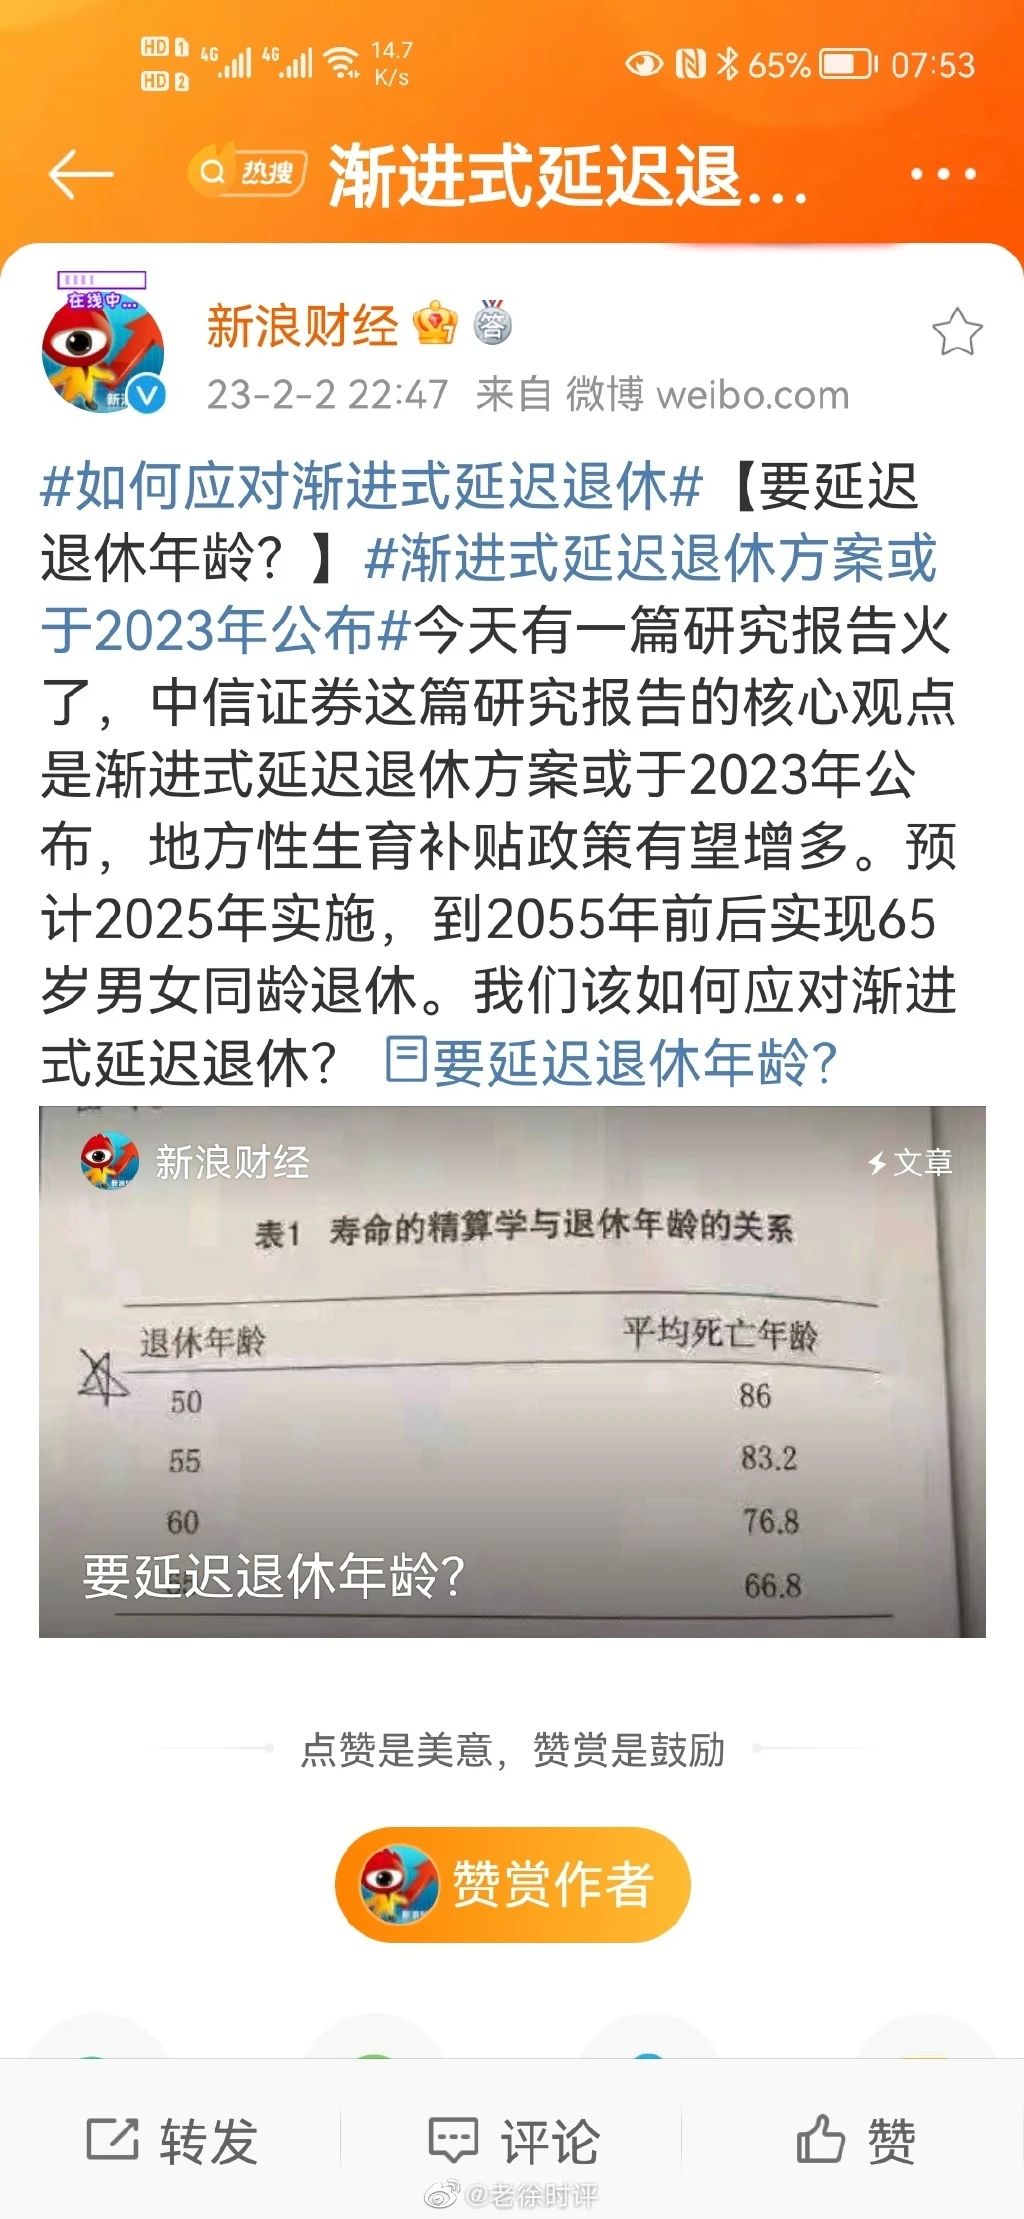 HD 1 4G 4G 14.7
HD 2 K/s
65% 07:53
热搜 渐进式延迟退...
在线中...
新浪财经 答
23-2-2 22:47 来自 微博 weibo.com
#如何应对渐进式延迟退休#【要延迟
退休年龄？】#渐进式延迟退休方案或
于2023年公布#今天有一篇研究报告火
了，中信证券这篇研究报告的核心观点
是渐进式延迟退休方案或于2023年公
布，地方性生育补贴政策有望增多。预
计2025年实施，到2055年前后实现65
岁男女同龄退休。我们该如何应对渐进
式延迟退休？ 要延迟退休年龄？
新浪财经 文章
表1 寿命的精算学与退休年龄的关系
退休年龄 平均死亡年龄
50 86
55 83.2
60 76.8
66.8
要延迟退休年龄？
点赞是美意，赞赏是鼓励
赞赏作者
转发 评论 赞
@老徐时评